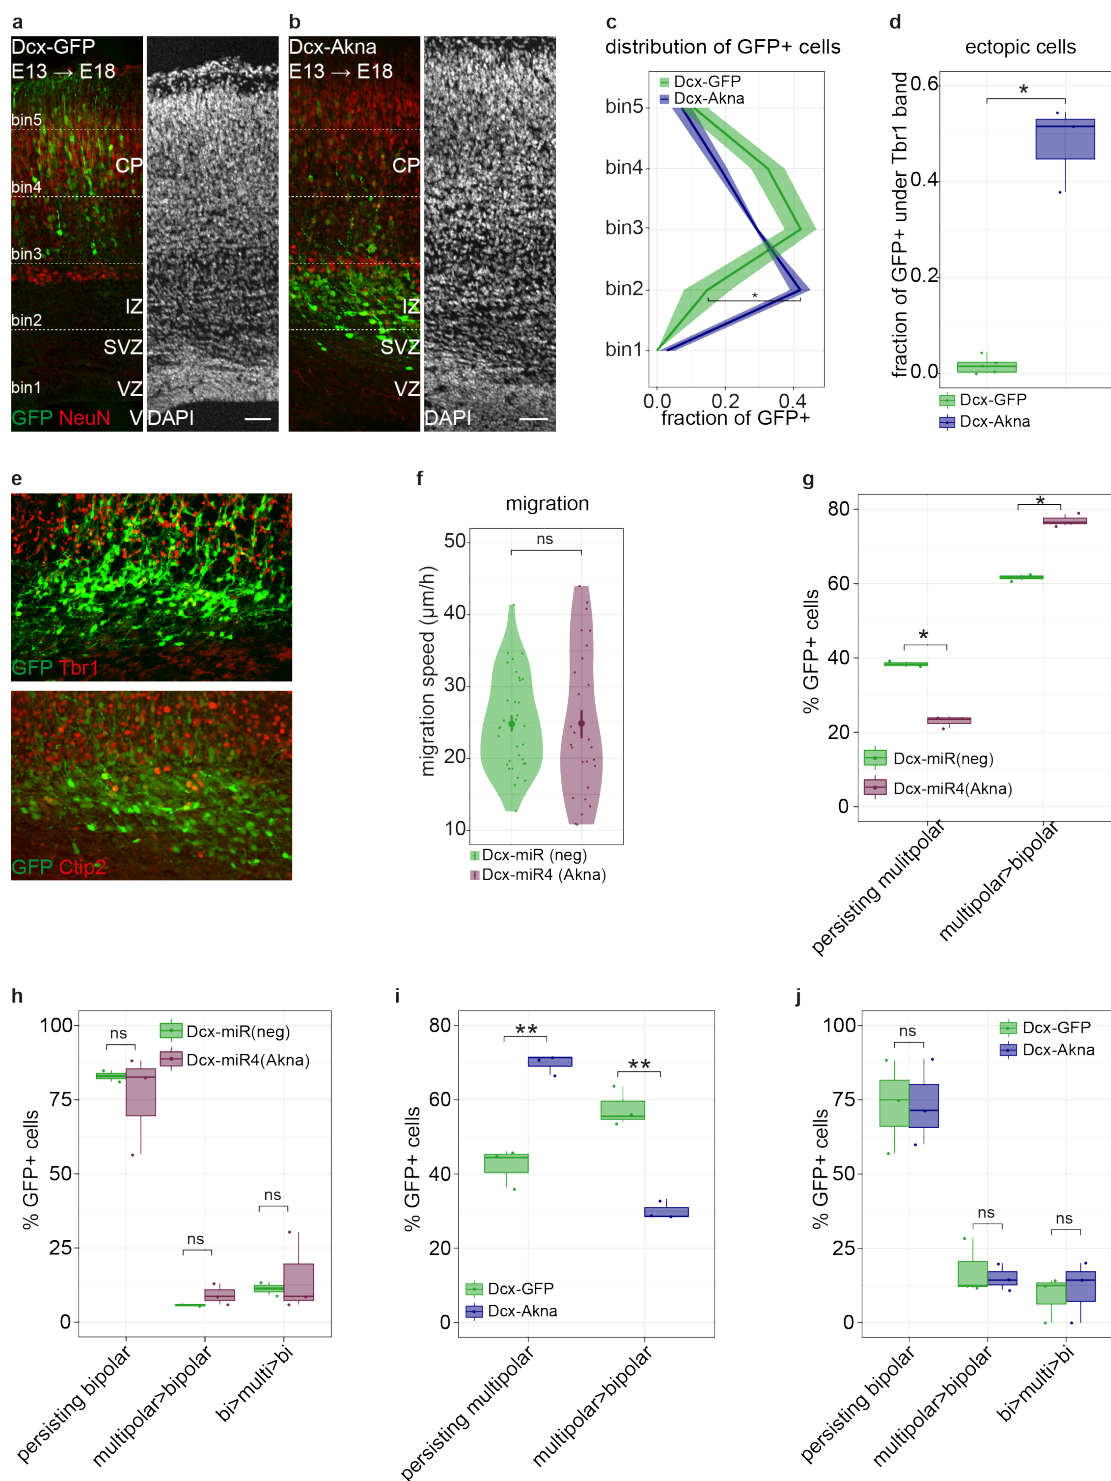 a
Dcx-GFP
E13 → E18
bin5
CP
bin4
bin3
IZ
bin2
SVZ
bin1
VZ
GFP NeuN
V
DAPI
b
Dcx-Akna
E13 → E18
CP
IZ
SVZ
VZ
DAPI
c
distribution of GFP+ cells
Dcx-GFP
Dcx-Akna
bin5
bin4
bin3
bin2
*
bin1
0.0 0.2 0.4
fraction of GFP+
d
ectopic cells
fraction of GFP+ under Tbr1 band
0.6
*
0.4
0.2
0.0
Dcx-GFP
Dcx-Akna
e
GFP Tbr1
GFP Ctip2
f
migration
migration speed (µm/h)
50
ns
40
30
20
10
Dcx-miR (neg)
Dcx-miR4 (Akna)
g
% GFP+ cells
80
*
60
40
*
20
0
Dcx-miR(neg)
Dcx-miR4(Akna)
persisting mulitpolar
multipolar>bipolar
h
% GFP+ cells
100
75
50
25
0
ns
ns
ns
Dcx-miR(neg)
Dcx-miR4(Akna)
persisting bipolar
multipolar>bipolar
bi>multi>bi
i
% GFP+ cells
80
60
40
20
0
**
**
Dcx-GFP
Dcx-Akna
persisting multipolar
multipolar>bipolar
j
% GFP+ cells
100
75
50
25
0
ns
ns
ns
Dcx-GFP
Dcx-Akna
persisting bipolar
multipolar>bipolar
bi>multi>bi